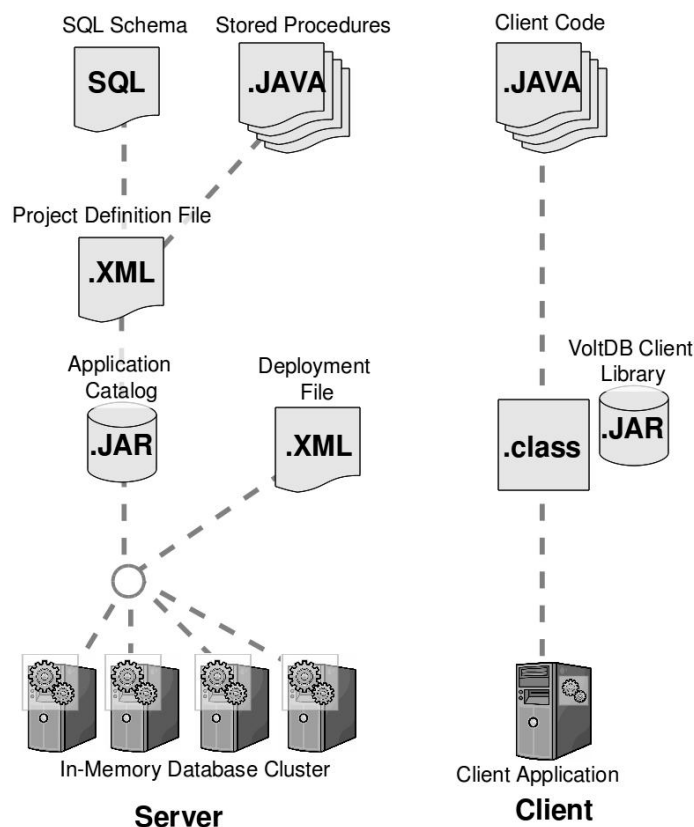 SQL Schema
SQL
Stored Procedures
.JAVA
Project Definition File
.XML
Application
Catalog
.JAR
Deployment
File
.XML
In-Memory Database Cluster
Server
Client Code
.JAVA
VoltDB Client
Library
.class
.JAR
Client Application
Client